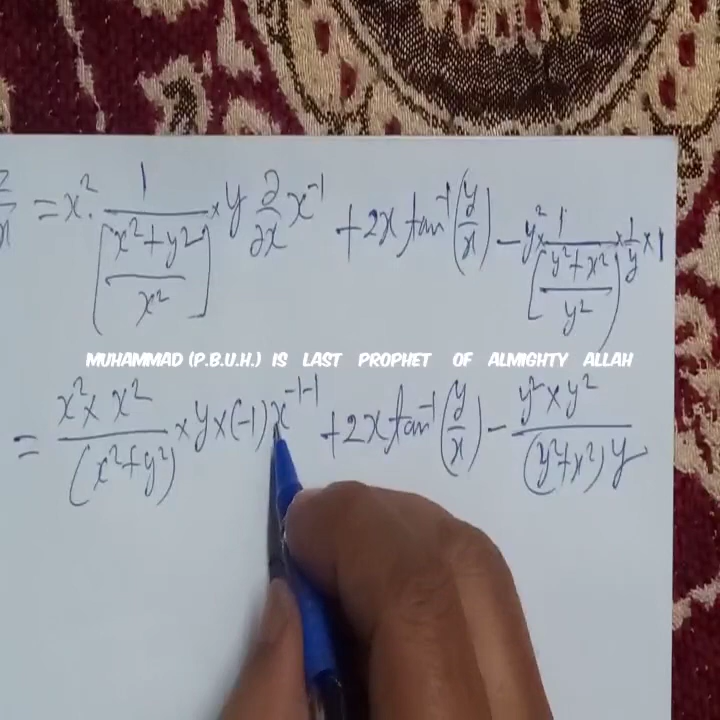 ∂z/∂x = x². 1/[(x²+y²)/x²] × y ∂/∂x x⁻¹ + 2x tan⁻¹(y/x) - y² × 1/[(y²+x²)/y²] × 1/y × 1
MUHAMMAD (P.B.U.H.) IS LAST PROPHET OF ALMIGHTY ALLAH
= x² × x²/(x²+y²) × y × (-1) x⁻¹⁻¹ + 2x tan⁻¹(y/x) - y² × y²/(y²+x²) y